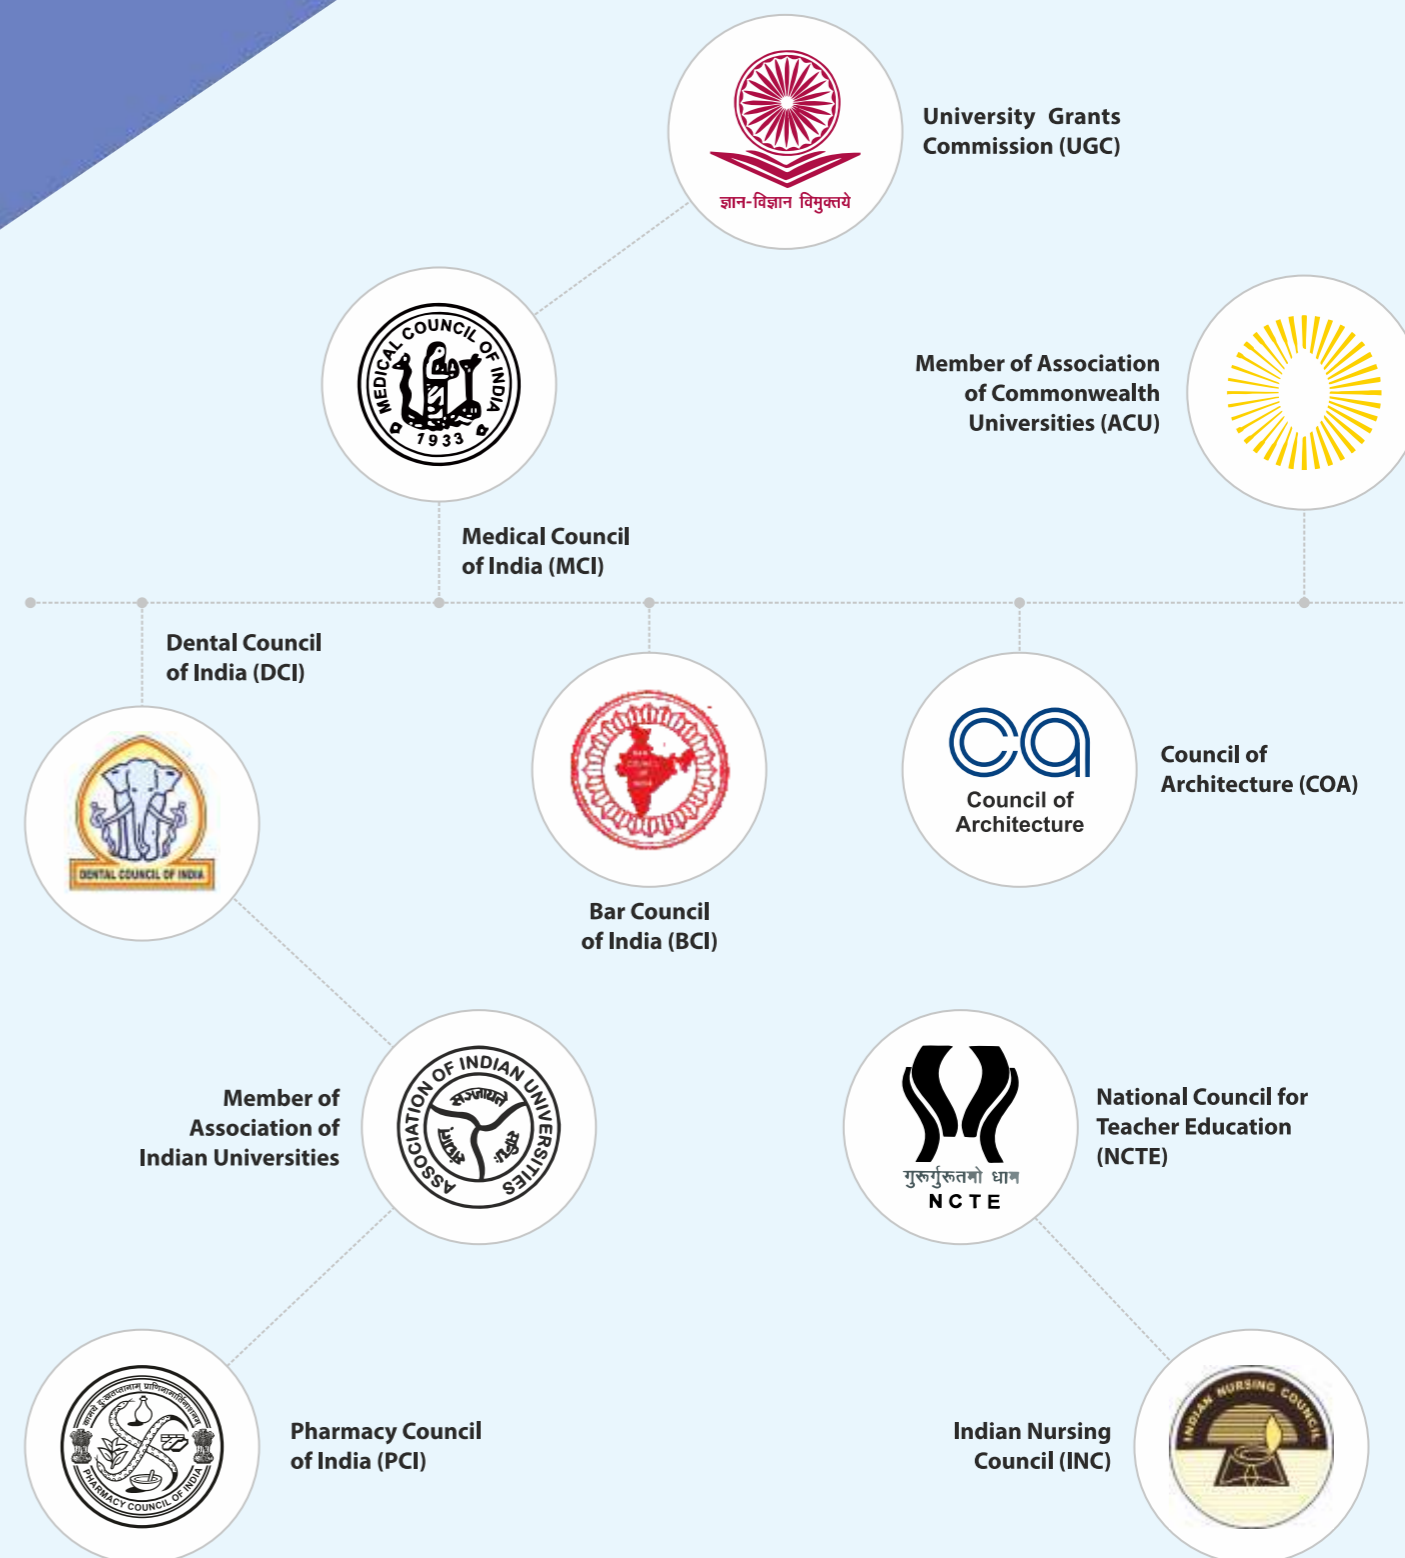 University Grants
Commission (UGC)
ज्ञान-विज्ञान विमुक्तये
MEDICAL COUNCIL OF INDIA
1933
Member of Association
of Commonwealth
Universities (ACU)
Medical Council
of India (MCI)
Dental Council
of India (DCI)
DENTAL COUNCIL OF INDIA
BAR
COUNCIL
OF
INDIA
Council of
Architecture
Council of
Architecture (COA)
Bar Council
of India (BCI)
ASSOCIATION OF INDIAN UNIVERSITIES
Member of
Association of
Indian Universities
National Council for
Teacher Education
(NCTE)
गुरुर्गुरुतमो धाम
NCTE
PHARMACY COUNCIL OF INDIA
Pharmacy Council
of India (PCI)
Indian Nursing
Council (INC)
INDIAN NURSING COUNCIL